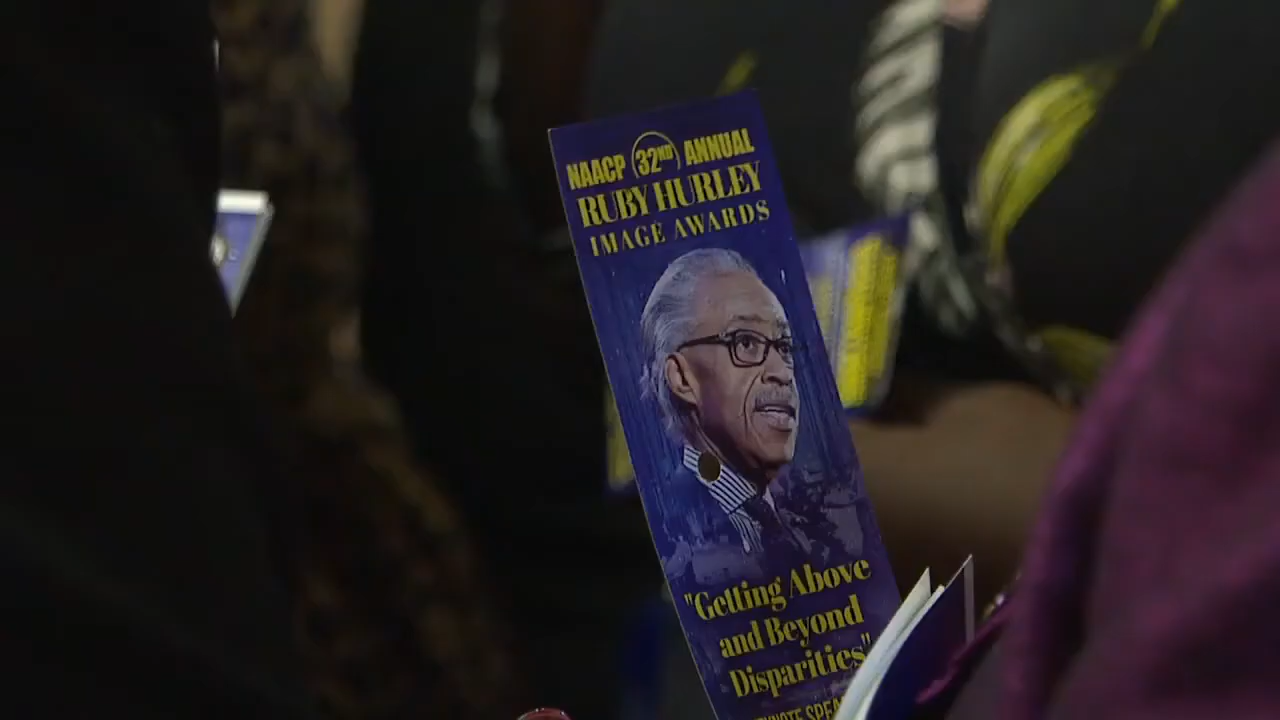 NAACP 32ND ANNUAL
RUBY HURLEY
IMAGE AWARDS
"Getting Above
and Beyond
Disparities"